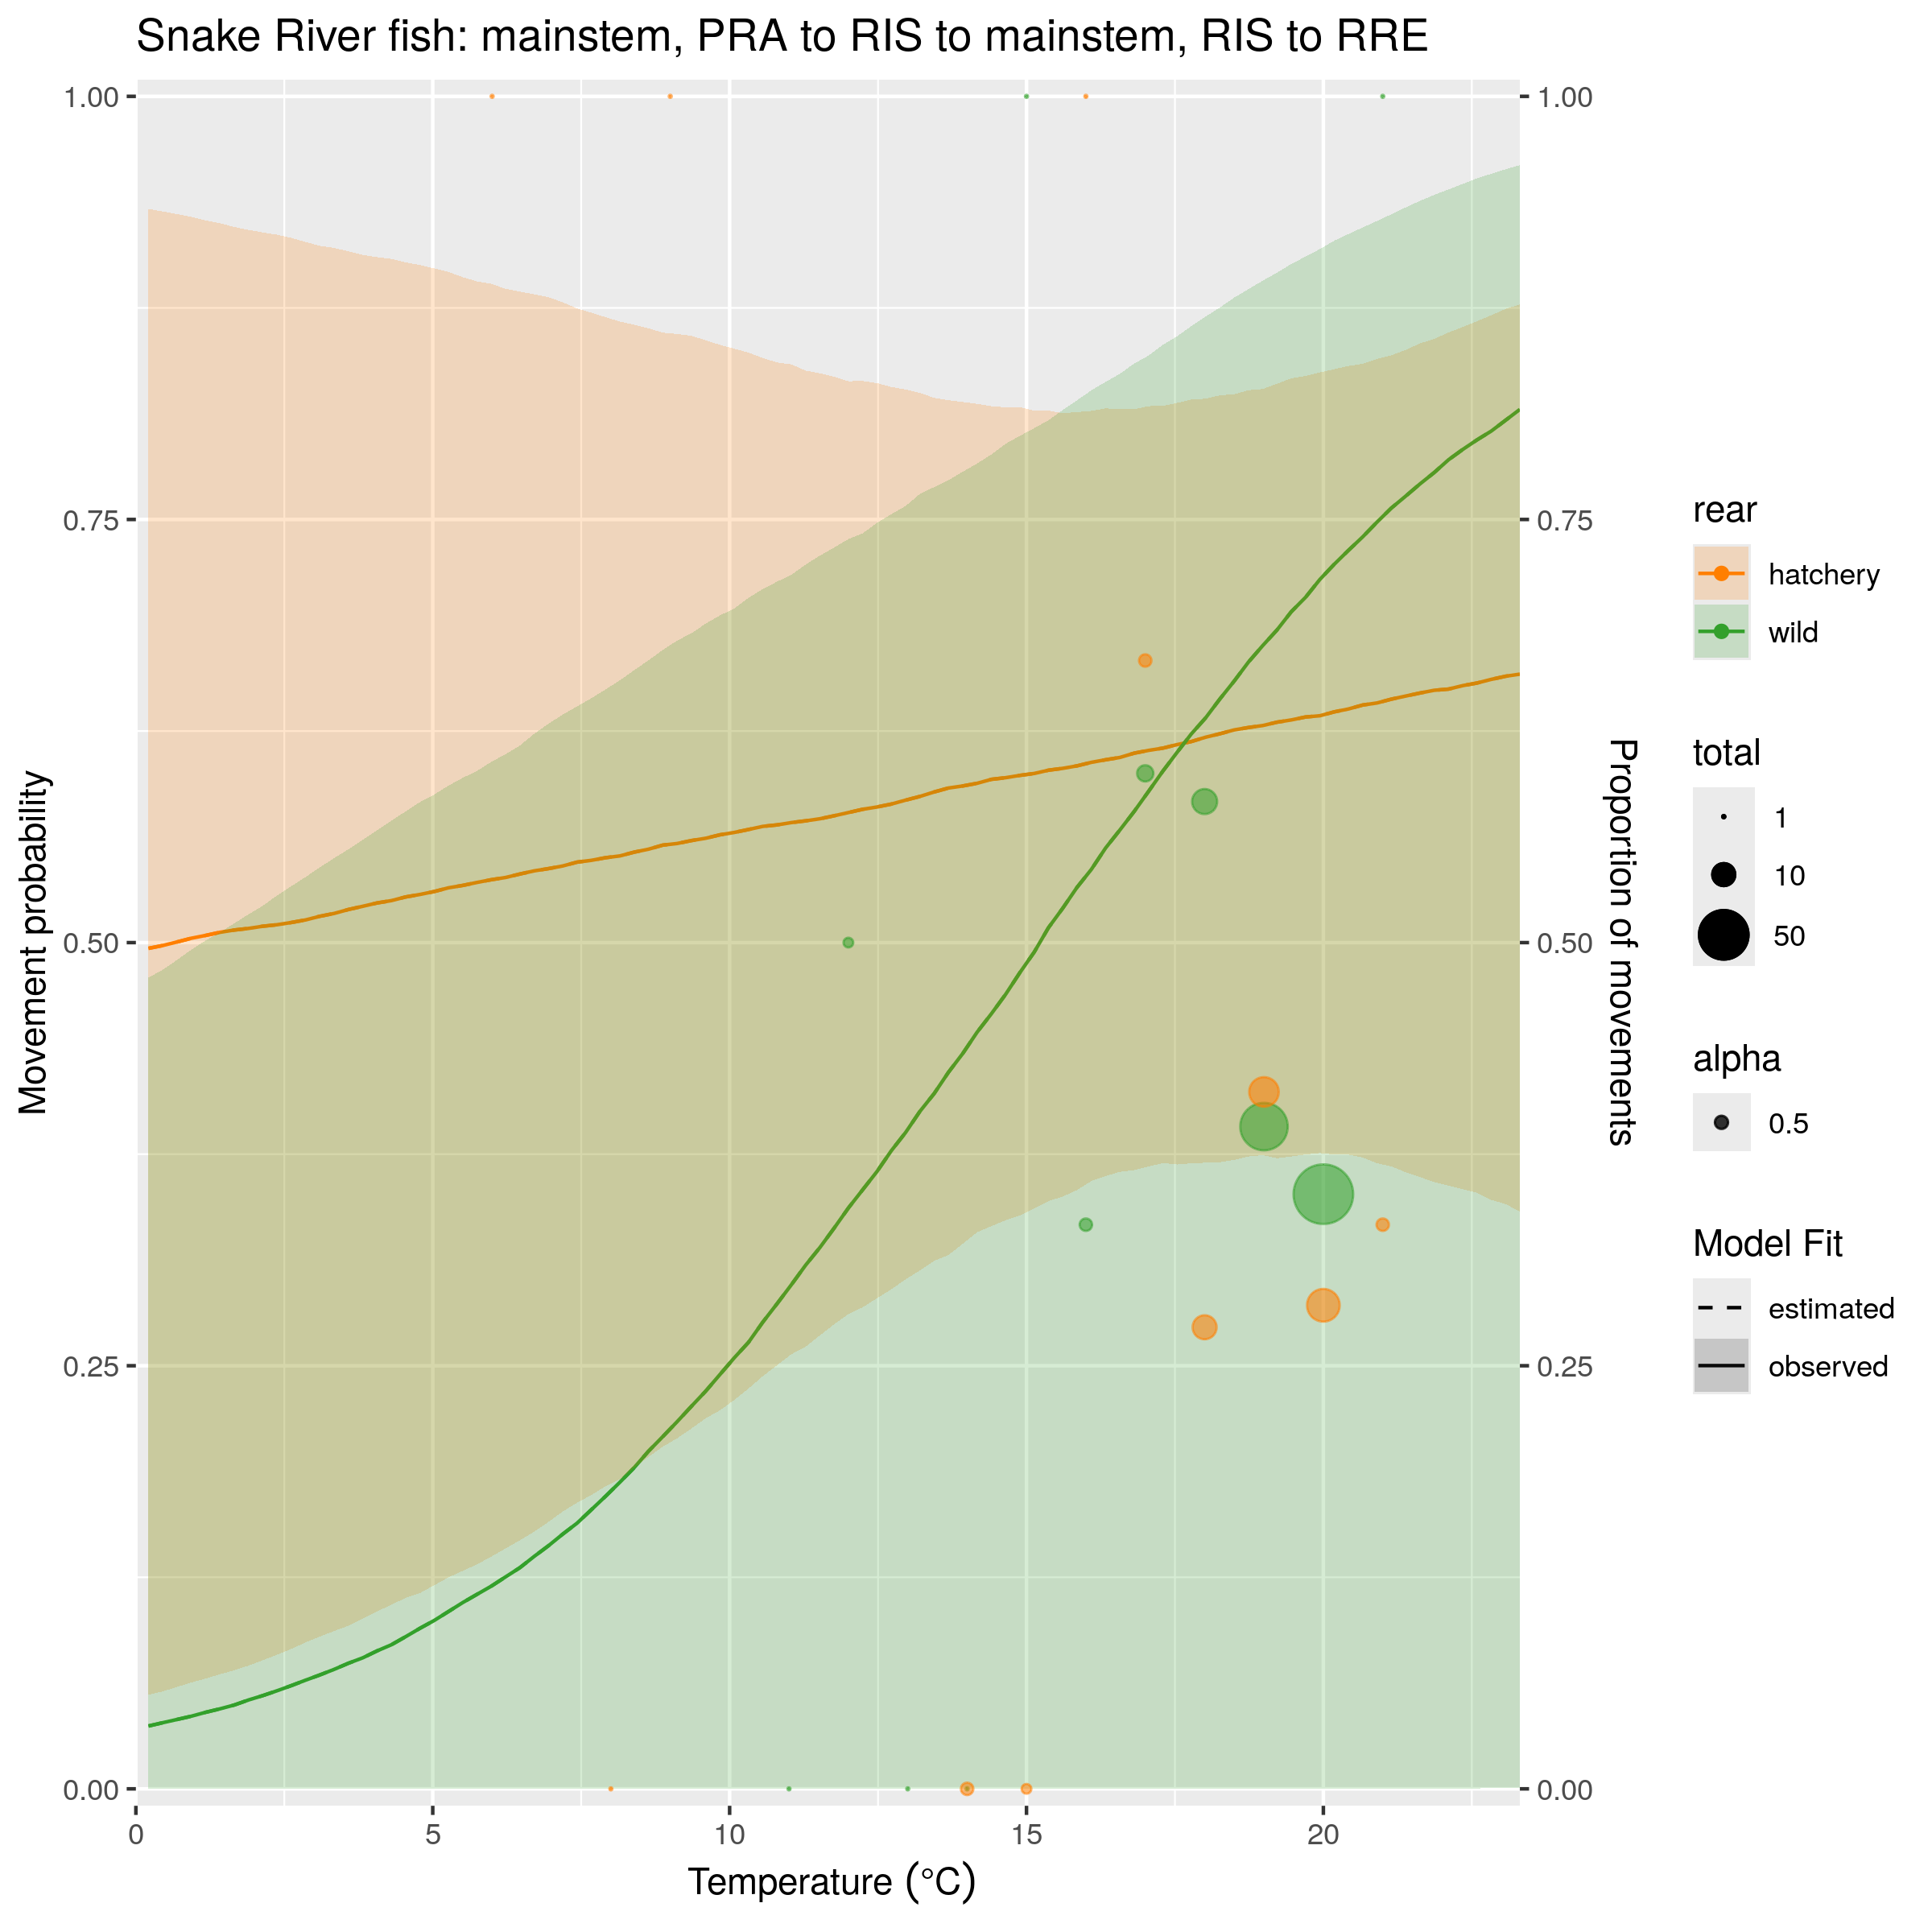 Snake River fish: mainstem, PRA to RIS to mainstem, RIS to RRE
Movement probability
1.00
0.75
0.50
0.25
0.00
0
5
10
15
20
Temperature (°C)
1.00
0.75
0.50
0.25
0.00
Proportion of movements
rear
hatchery
wild
total
1
10
50
alpha
0.5
Model Fit
estimated
observed